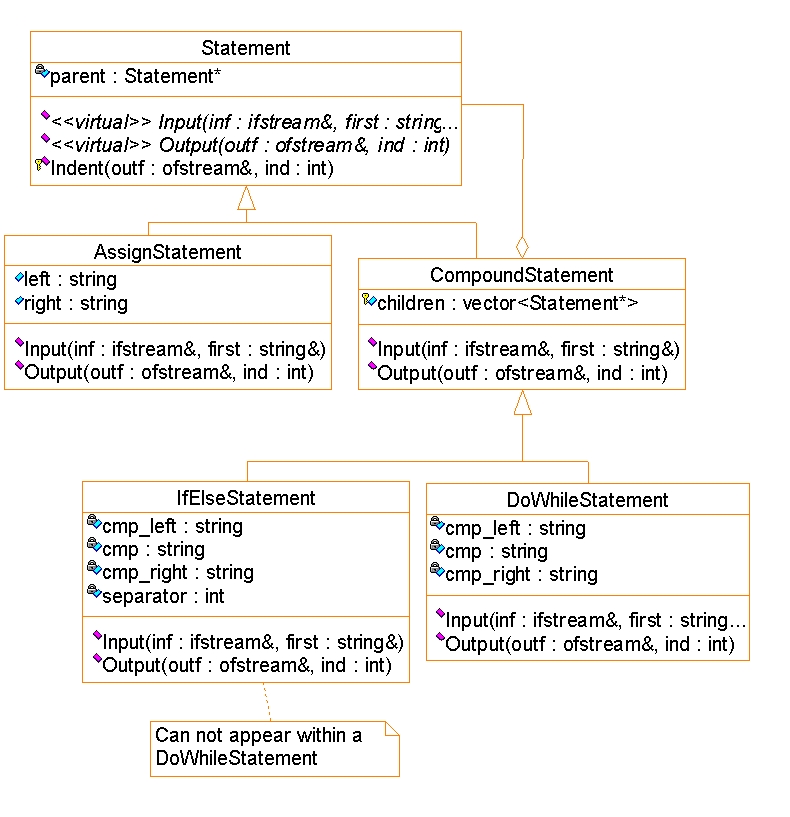 Statement
parent : Statement*
<<virtual>> Input(inf : ifstream&, first : string...
<<virtual>> Output(outf : ofstream&, ind : int)
Indent(outf : ofstream&, ind : int)
AssignStatement
left : string
right : string
Input(inf : ifstream&, first : string&)
Output(outf : ofstream&, ind : int)
CompoundStatement
children : vector<Statement*>
Input(inf : ifstream&, first : string&)
Output(outf : ofstream&, ind : int)
IfElseStatement
cmp_left : string
cmp : string
cmp_right : string
separator : int
Input(inf : ifstream&, first : string&)
Output(outf : ofstream&, ind : int)
DoWhileStatement
cmp_left : string
cmp : string
cmp_right : string
Input(inf : ifstream&, first : string...
Output(outf : ofstream&, ind : int)
Can not appear within a
DoWhileStatement